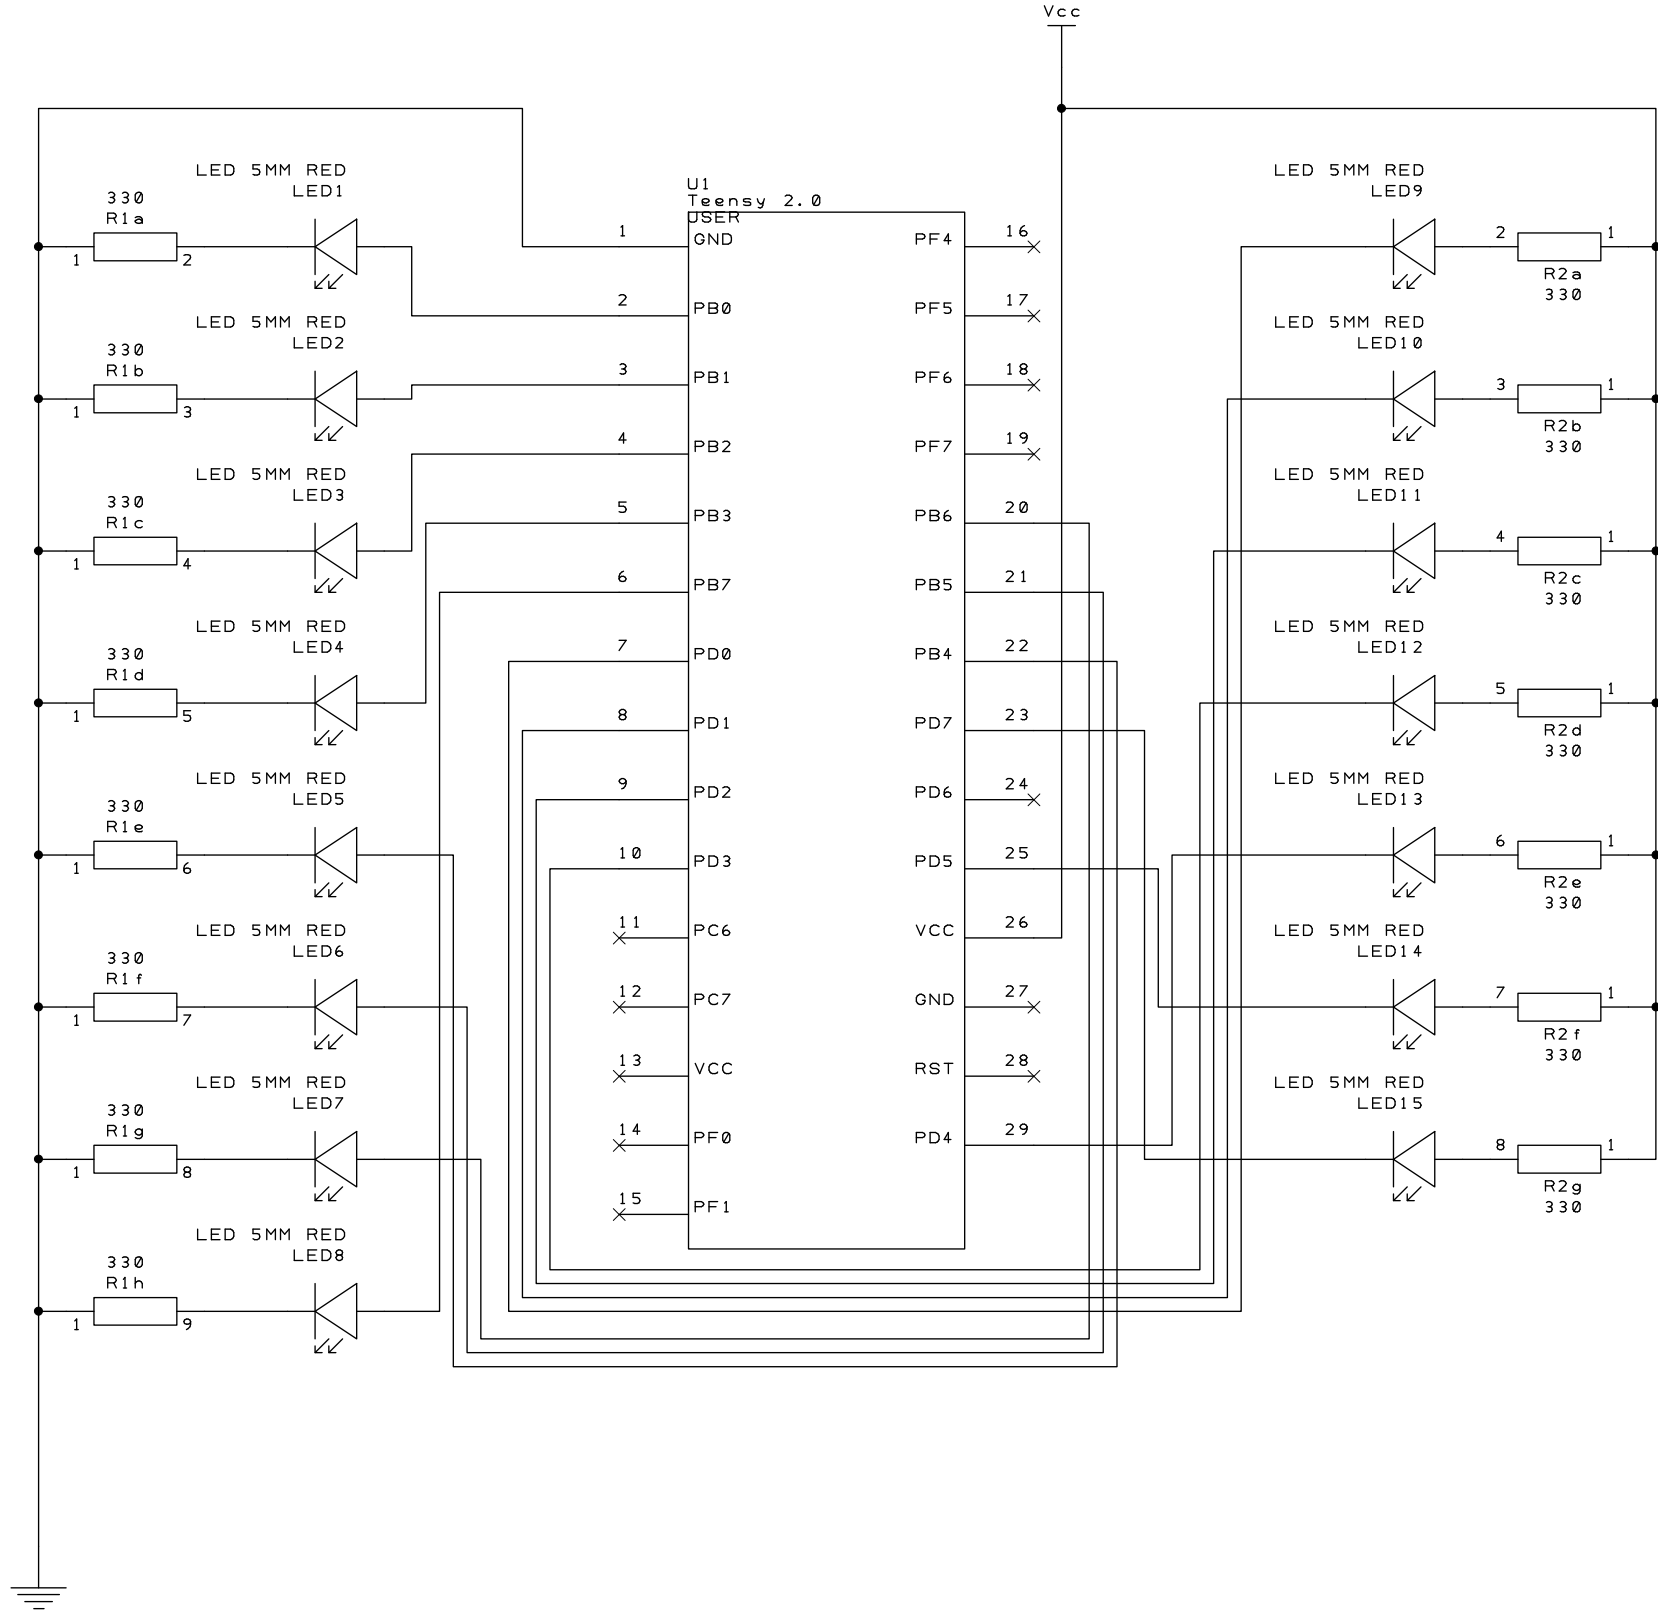 Vcc
LED 5MM RED
LED1
330
R1a
1
2
LED 5MM RED
LED2
330
R1b
1
3
LED 5MM RED
LED3
330
R1c
1
4
LED 5MM RED
LED4
330
R1d
1
5
LED 5MM RED
LED5
330
R1e
1
6
LED 5MM RED
LED6
330
R1f
1
7
LED 5MM RED
LED7
330
R1g
1
8
LED 5MM RED
LED8
330
R1h
1
9
U1
Teensy 2.0
USER
1 GND
2 PB0
3 PB1
4 PB2
5 PB3
6 PB7
7 PD0
8 PD1
9 PD2
10 PD3
11 PC6
12 PC7
13 VCC
14 PF0
15 PF1
PF4 16
PF5 17
PF6 18
PF7 19
PB6 20
PB5 21
PB4 22
PD7 23
PD6 24
PD5 25
VCC 26
GND 27
RST 28
PD4 29
LED 5MM RED
LED9
2 1
R2a
330
LED 5MM RED
LED10
3 1
R2b
330
LED 5MM RED
LED11
4 1
R2c
330
LED 5MM RED
LED12
5 1
R2d
330
LED 5MM RED
LED13
6 1
R2e
330
LED 5MM RED
LED14
7 1
R2f
330
LED 5MM RED
LED15
8 1
R2g
330